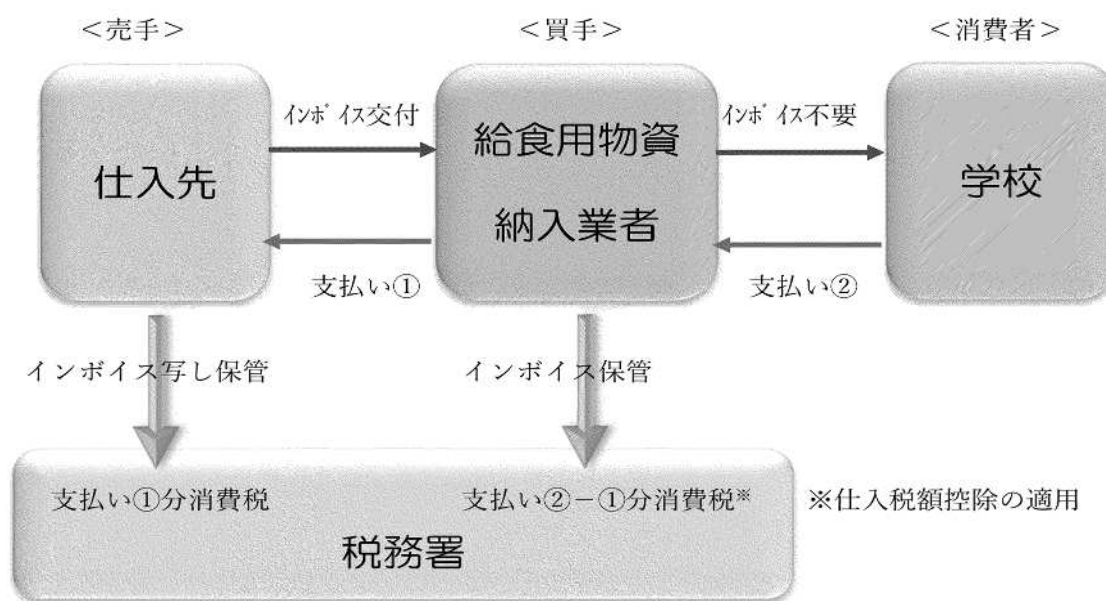 ＜売手＞
＜買手＞
＜消費者＞
仕入先
ｲﾝﾎﾞｲｽ交付
給食用物資
納入業者
ｲﾝﾎﾞｲｽ不要
学校
支払い①
支払い②
インボイス写し保管
インボイス保管
支払い①分消費税
支払い②－①分消費税※
※仕入税額控除の適用
税務署